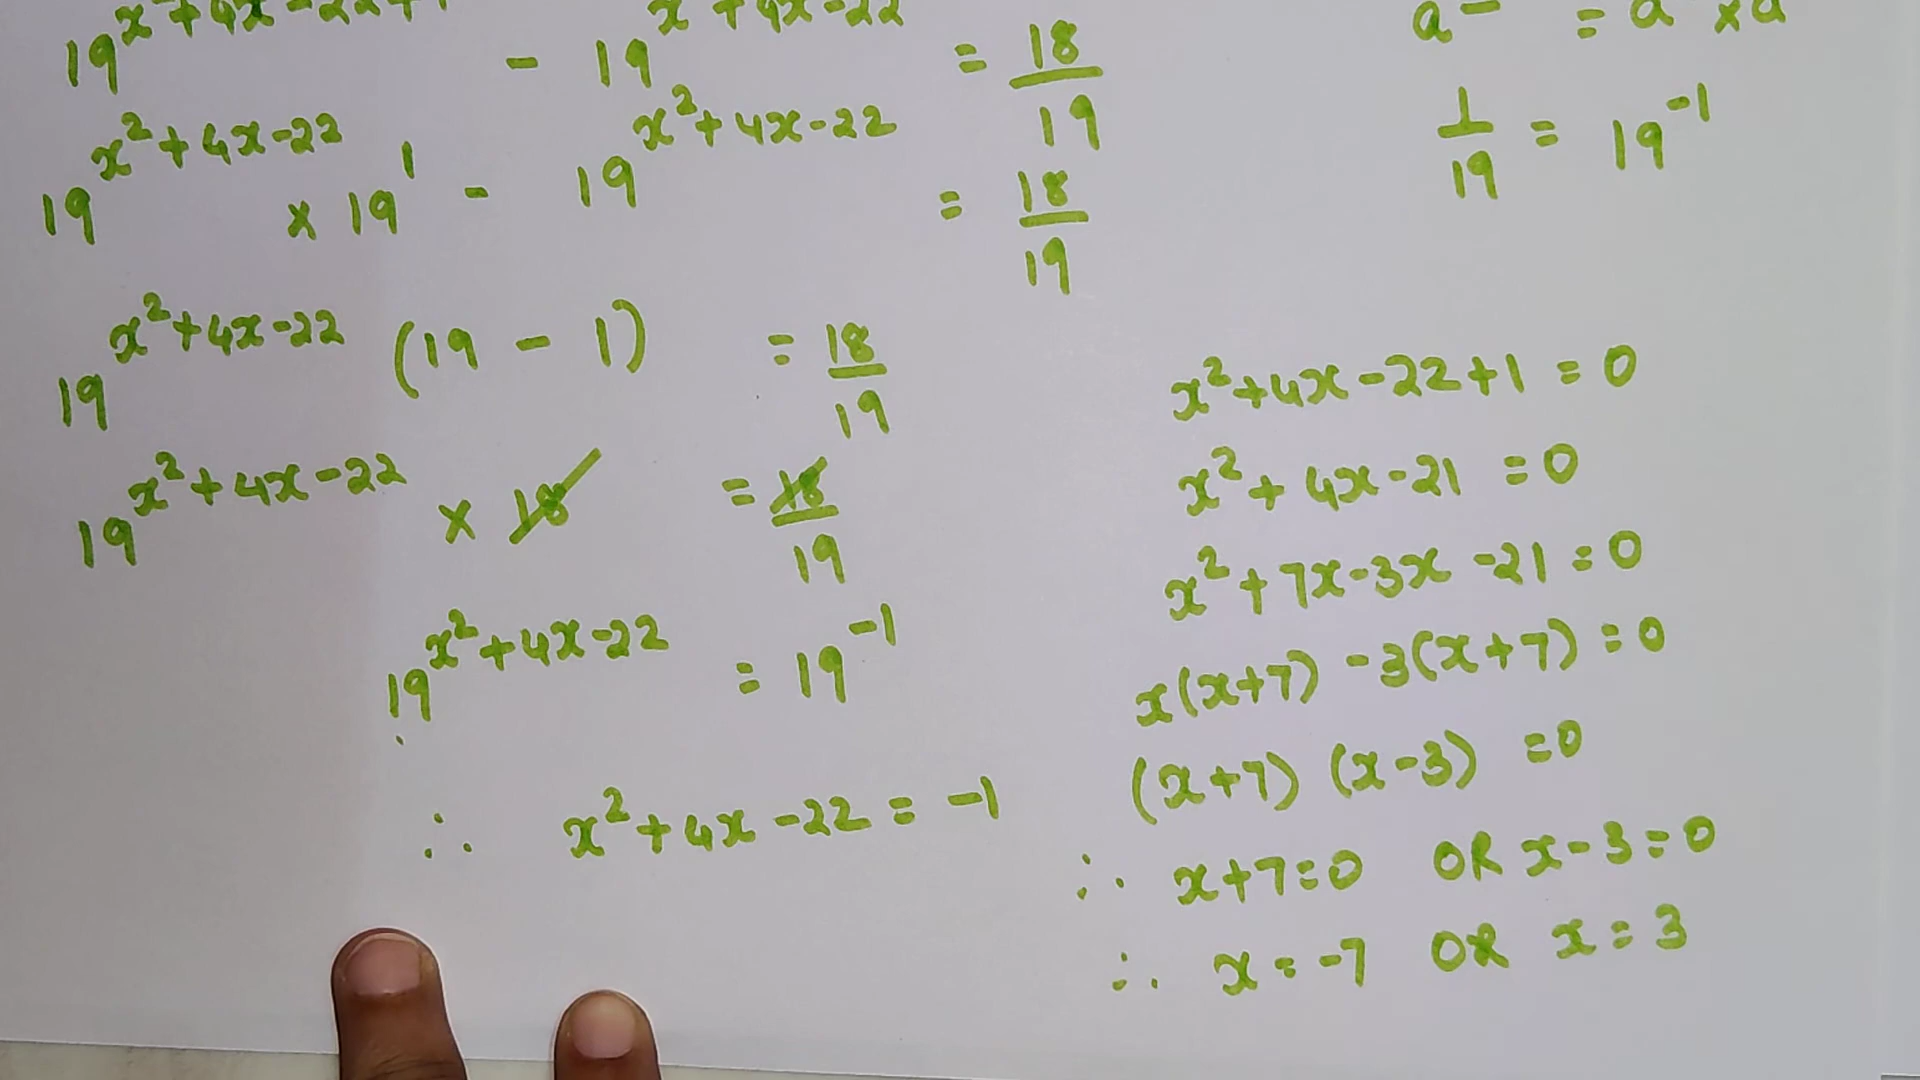 19^(x²+4x-22+1) - 19^(x²+4x-22) = 18/19
19^(x²+4x-22) × 19^1 - 19^(x²+4x-22) = 18/19
19^(x²+4x-22) (19 - 1) = 18/19
19^(x²+4x-22) × 18 = 18/19
19^(x²+4x-22) = 19^-1
∴ x²+4x-22 = -1
a = a × a
1/19 = 19^-1
x²+4x-22+1 = 0
x²+4x-21 = 0
x²+7x-3x-21 = 0
x(x+7) -3(x+7) = 0
(x+7) (x-3) = 0
∴ x+7=0 OR x-3=0
∴ x=-7 OR x=3